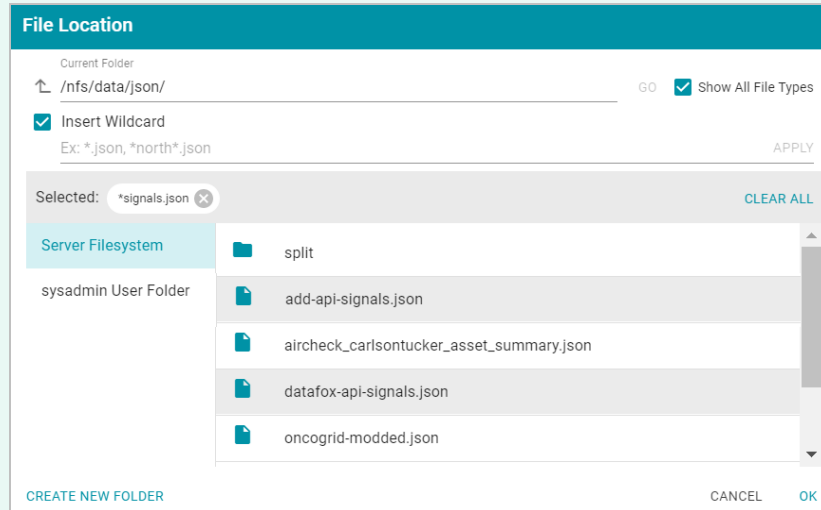 File Location
Current Folder
/nfs/data/json/
GO
Show All File Types
Insert Wildcard
Ex: *.json, *north*.json
APPLY
Selected: *signals.json
CLEAR ALL
Server Filesystem
sysadmin User Folder
split
add-api-signals.json
aircheck_carlsontucker_asset_summary.json
datafox-api-signals.json
oncogrid-modded.json
CREATE NEW FOLDER
CANCEL
OK